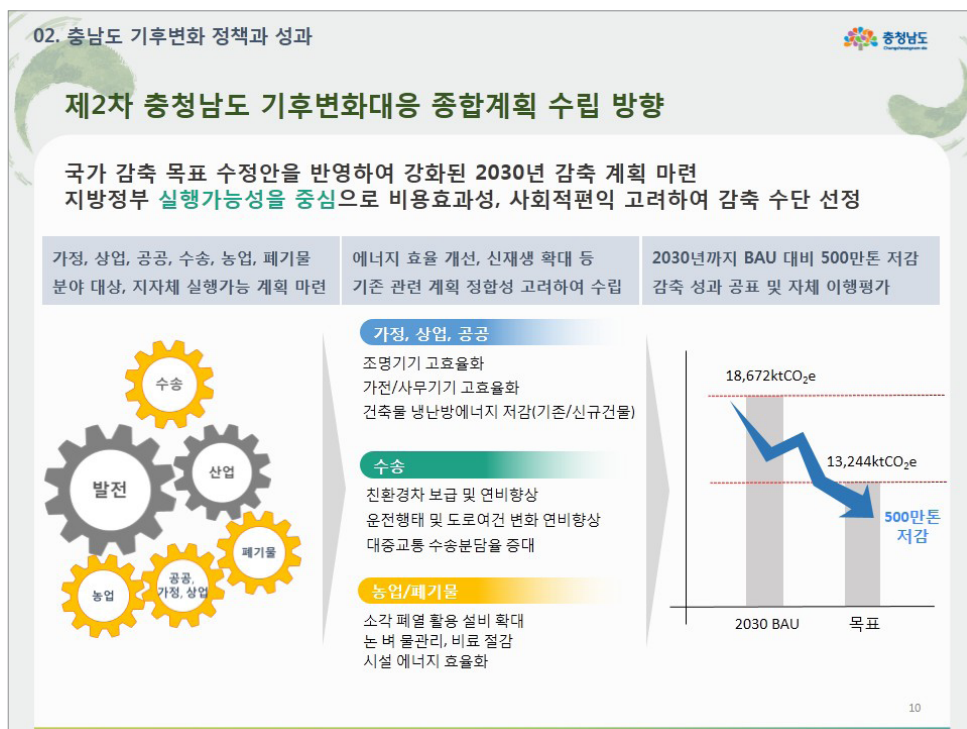 02. 충남도 기후변화 정책과 성과
충청남도
제2차 충청남도 기후변화대응 종합계획 수립 방향
국가 감축 목표 수정안을 반영하여 강화된 2030년 감축 계획 마련
지방정부 실행가능성을 중심으로 비용효과성, 사회적편익 고려하여 감축 수단 선정
가정, 상업, 공공, 수송, 농업, 폐기물
분야 대상, 지자체 실행가능 계획 마련
에너지 효율 개선, 신재생 확대 등
기존 관련 계획 정합성 고려하여 수립
2030년까지 BAU 대비 500만톤 저감
감축 성과 공표 및 자체 이행평가
수송
발전
산업
폐기물
공공,
가정, 상업
농업
가정, 상업, 공공
조명기기 고효율화
가전/사무기기 고효율화
건축물 냉난방에너지 저감(기존/신규건물)
수송
친환경차 보급 및 연비향상
운전행태 및 도로여건 변화 연비향상
대중교통 수송분담율 증대
농업/폐기물
소각 폐열 활용 설비 확대
논 벼 물관리, 비료 절감
시설 에너지 효율화
18,672ktCO₂e
13,244ktCO₂e
500만톤
저감
2030 BAU
목표
10